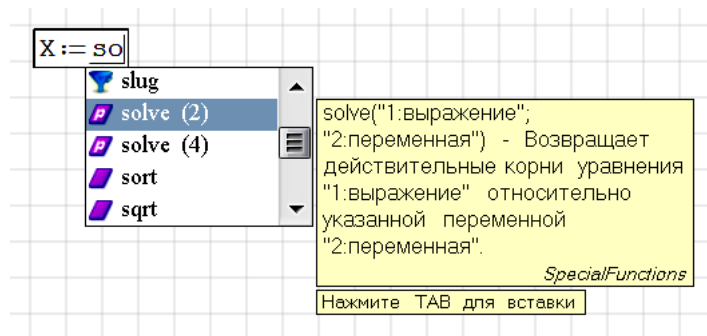 X:=so
slug
solve (2)
solve (4)
sort
sqrt
solve("1:выражение";
"2:переменная") - Возвращает
действительные корни уравнения
"1:выражение" относительно
указанной переменной
"2:переменная".
SpecialFunctions
Нажмите TAB для вставки